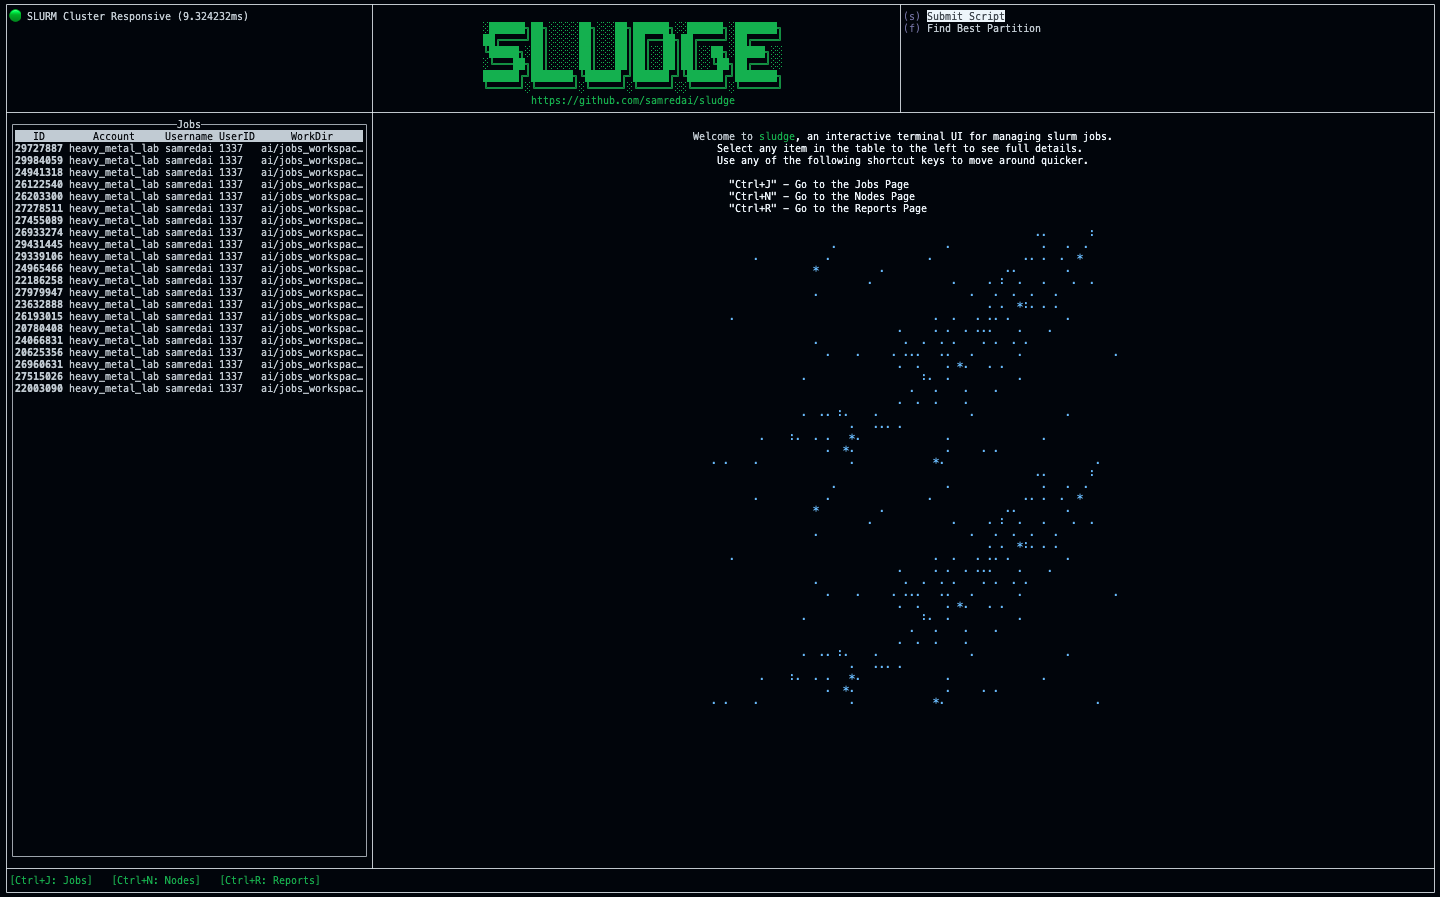 SLURM Cluster Responsive (9.324232ms)
SLUDGE
https://github.com/samredai/sludge
(s) Submit Script
(f) Find Best Partition
Jobs
ID Account Username UserID WorkDir
29727887 heavy_metal_lab samredai 1337 ai/jobs_workspac…
29984059 heavy_metal_lab samredai 1337 ai/jobs_workspac…
24941318 heavy_metal_lab samredai 1337 ai/jobs_workspac…
26122540 heavy_metal_lab samredai 1337 ai/jobs_workspac…
26203300 heavy_metal_lab samredai 1337 ai/jobs_workspac…
27278511 heavy_metal_lab samredai 1337 ai/jobs_workspac…
27455089 heavy_metal_lab samredai 1337 ai/jobs_workspac…
26933274 heavy_metal_lab samredai 1337 ai/jobs_workspac…
29431445 heavy_metal_lab samredai 1337 ai/jobs_workspac…
29339106 heavy_metal_lab samredai 1337 ai/jobs_workspac…
24965466 heavy_metal_lab samredai 1337 ai/jobs_workspac…
22186258 heavy_metal_lab samredai 1337 ai/jobs_workspac…
27979947 heavy_metal_lab samredai 1337 ai/jobs_workspac…
23632888 heavy_metal_lab samredai 1337 ai/jobs_workspac…
26193015 heavy_metal_lab samredai 1337 ai/jobs_workspac…
20780408 heavy_metal_lab samredai 1337 ai/jobs_workspac…
24066831 heavy_metal_lab samredai 1337 ai/jobs_workspac…
20625356 heavy_metal_lab samredai 1337 ai/jobs_workspac…
26960631 heavy_metal_lab samredai 1337 ai/jobs_workspac…
27515026 heavy_metal_lab samredai 1337 ai/jobs_workspac…
22003090 heavy_metal_lab samredai 1337 ai/jobs_workspac…
Welcome to sludge, an interactive terminal UI for managing slurm jobs.
Select any item in the table to the left to see full details.
Use any of the following shortcut keys to move around quicker.
"Ctrl+J" – Go to the Jobs Page
"Ctrl+N" – Go to the Nodes Page
"Ctrl+R" – Go to the Reports Page
[Ctrl+J: Jobs] [Ctrl+N: Nodes] [Ctrl+R: Reports]